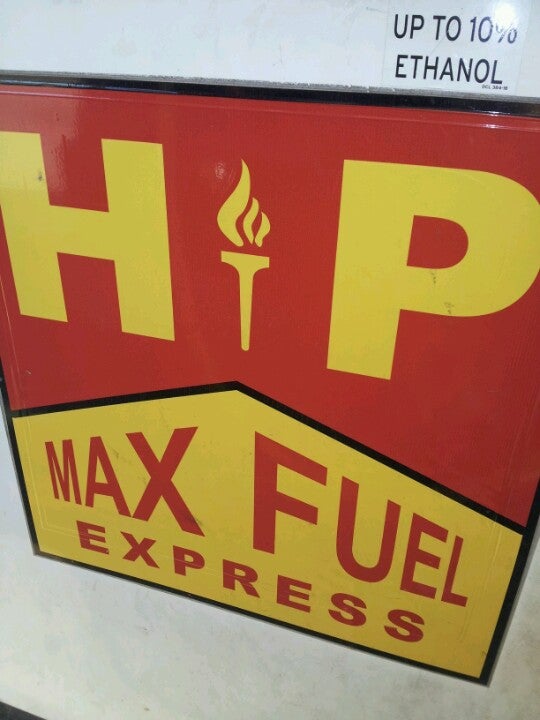 UP TO 10%
ETHANOL
H P
MAX FUEL
EXPRESS